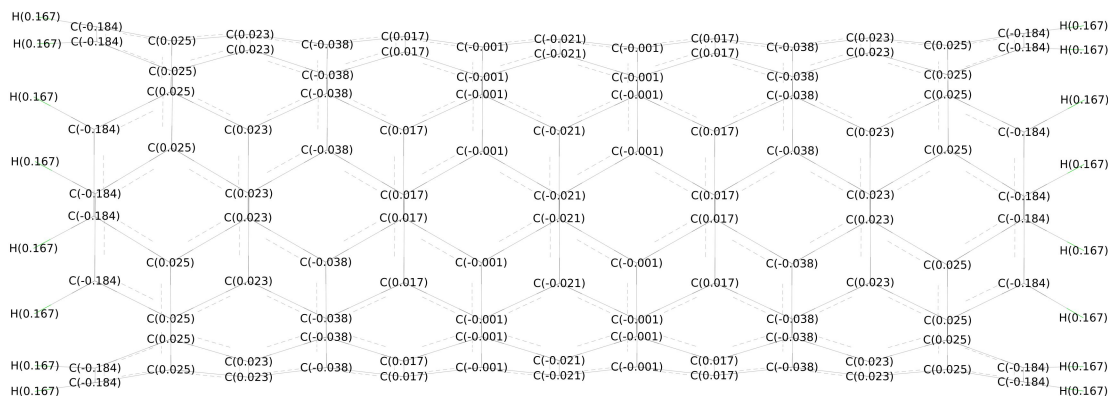 H(0.167)
C(-0.184) C(0.023) C(0.017) C(-0.021) C(0.017) C(0.023) C(-0.184) H(0.167)
H(0.167) C(-0.184) C(0.025) C(0.023) C(-0.038) C(0.017) C(-0.001) C(-0.021) C(-0.001) C(0.017) C(-0.038) C(0.023) C(0.025) C(-0.184) H(0.167)
C(0.025) C(-0.038) C(-0.001) C(-0.001) C(-0.038) C(0.025)
H(0.167) C(0.025) C(-0.038) C(-0.001) C(-0.001) C(-0.038) C(0.025) H(0.167)
C(-0.184) C(0.023) C(0.017) C(-0.021) C(0.017) C(0.023) C(-0.184)
H(0.167) C(0.025) C(-0.038) C(-0.001) C(-0.001) C(-0.038) C(0.025) H(0.167)
C(-0.184) C(0.023) C(0.017) C(-0.021) C(0.017) C(0.023) C(-0.184)
C(-0.184) C(0.023) C(0.017) C(-0.021) C(0.017) C(0.023) C(-0.184)
H(0.167) C(0.025) C(-0.038) C(-0.001) C(-0.001) C(-0.038) C(0.025) H(0.167)
C(-0.184) C(0.023) C(0.017) C(-0.021) C(0.017) C(0.023) C(-0.184)
H(0.167) C(0.025) C(-0.038) C(-0.001) C(-0.001) C(-0.038) C(0.025) H(0.167)
C(0.025) C(-0.038) C(-0.001) C(-0.001) C(-0.038) C(0.025)
H(0.167) C(-0.184) C(0.025) C(0.023) C(-0.038) C(0.017) C(-0.001) C(-0.021) C(-0.001) C(0.017) C(-0.038) C(0.023) C(0.025) C(-0.184) H(0.167)
H(0.167) C(-0.184) C(0.023) C(0.017) C(-0.021) C(0.017) C(0.023) C(-0.184) H(0.167)